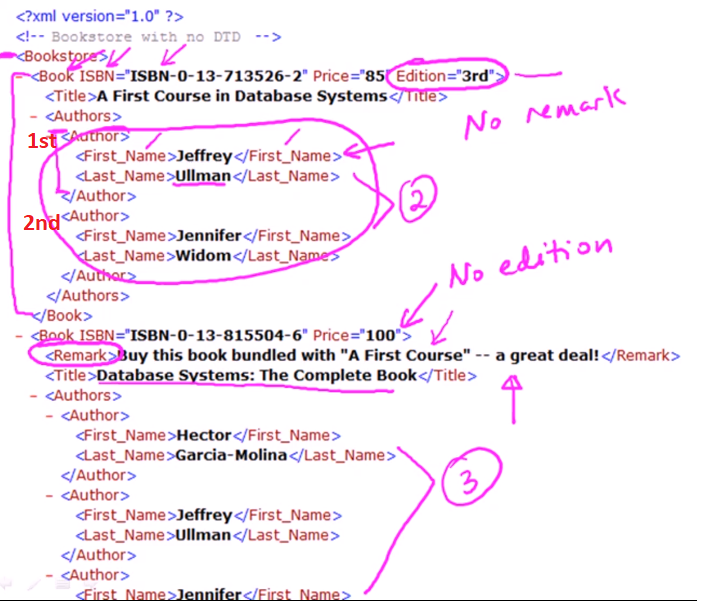 <?xml version="1.0" ?>
<!-- Bookstore with no DTD -->
<Bookstore>
- <Book ISBN="ISBN-0-13-713526-2" Price="85" Edition="3rd">
<Title>A First Course in Database Systems</Title>
No remark
- <Authors>
1st <Author>
<First_Name>Jeffrey</First_Name>
<Last_Name>Ullman</Last_Name>
2
</Author>
2nd <Author>
<First_Name>Jennifer</First_Name>
<Last_Name>Widom</Last_Name>
No edition
</Author>
</Authors>
</Book>
- <Book ISBN="ISBN-0-13-815504-6" Price="100">
<Remark>Buy this book bundled with "A First Course" -- a great deal!</Remark>
<Title>Database Systems: The Complete Book</Title>
- <Authors>
- <Author>
<First_Name>Hector</First_Name>
<Last_Name>Garcia-Molina</Last_Name>
</Author>
3
- <Author>
<First_Name>Jeffrey</First_Name>
<Last_Name>Ullman</Last_Name>
</Author>
- <Author>
<First_Name>Jennifer</First_Name>